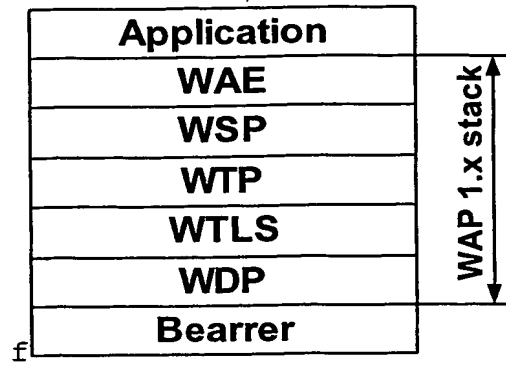 Application
WAE
WSP
WTP
WTLS
WDP
Bearrer
WAP 1.x stack
f